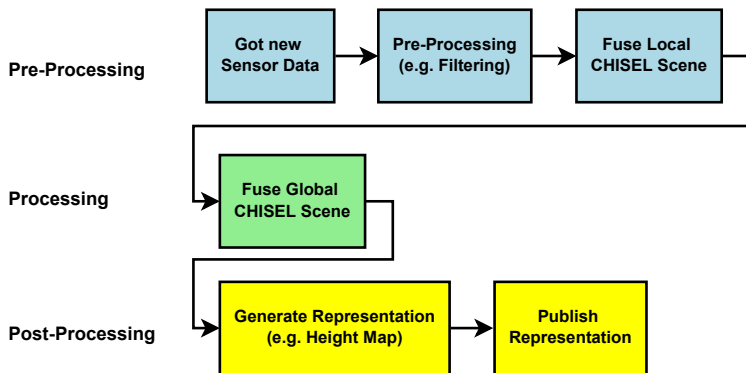 Pre-Processing
Got new
Sensor Data
Pre-Processing
(e.g. Filtering)
Fuse Local
CHISEL Scene
Processing
Fuse Global
CHISEL Scene
Post-Processing
Generate Representation
(e.g. Height Map)
Publish
Representation